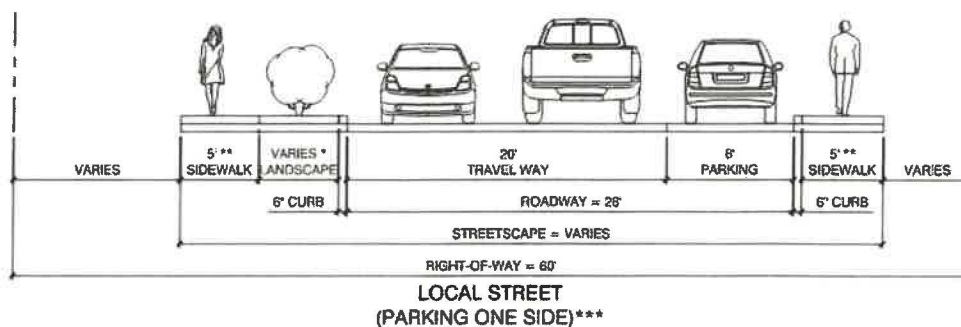 VARIES
5' **
SIDEWALK
VARIES *
LANDSCAPE
20'
TRAVEL WAY
8'
PARKING
5' **
SIDEWALK
VARIES
6" CURB
ROADWAY = 28'
6" CURB
STREETSCAPE = VARIES
RIGHT-OF-WAY = 60'
LOCAL STREET
(PARKING ONE SIDE)***